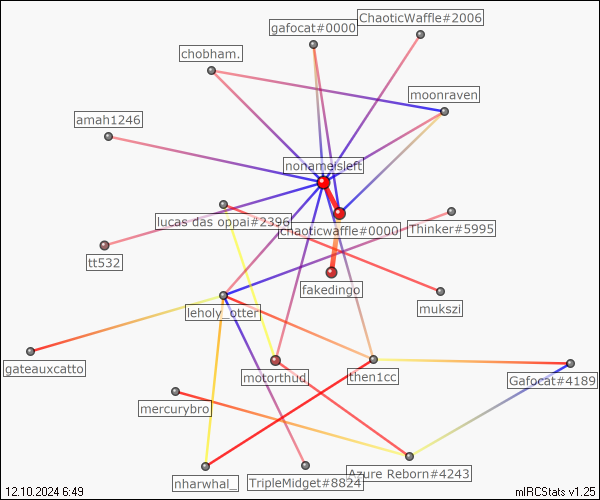 ChaoticWaffle#2006
gafocat#0000
chobham.
moonraven
amah1246
nonameisleft
lucas das oppai#2396
chaoticwaffle#0000
Thinker#5995
tt532
fakedingo
mukszi
leholy_otter
gateauxcatto
motorthud_
then1cc
Gafocat#4189
mercurybro
Azure Reborn#4243
nharwhal_
TripleMidget#8824
12.10.2024 6:49
mIRCStats v1.25